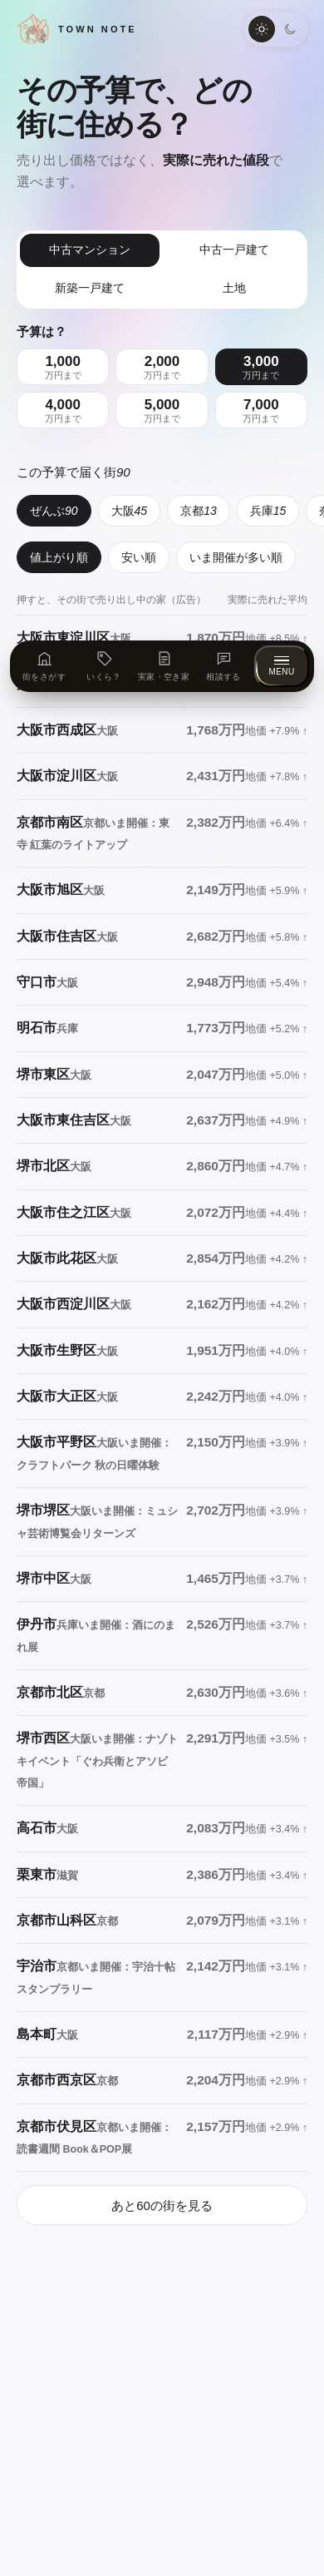 TOWN NOTE
その予算で、どの
街に住める？
売り出し価格ではなく、実際に売れた値段で
選べます。
中古マンション
中古一戸建て
新築一戸建て
土地
予算は？
1,000
万円まで
2,000
万円まで
3,000
万円まで
4,000
万円まで
5,000
万円まで
7,000
万円まで
この予算で届く街90
ぜんぶ90
大阪45
京都13
兵庫15
値上がり順
安い順
いま開催が多い順
押すと、その街で売り出し中の家（広告）
実際に売れた平均
大阪市東淀川区大阪
1,870万円地価 +8.5% ↑
街をさがす
いくら？
実家・空き家
相談する
MENU
大阪市西成区大阪
1,768万円地価 +7.9% ↑
大阪市淀川区大阪
2,431万円地価 +7.8% ↑
京都市南区京都いま開催：東
寺 紅葉のライトアップ
2,382万円地価 +6.4% ↑
大阪市旭区大阪
2,149万円地価 +5.9% ↑
大阪市住吉区大阪
2,682万円地価 +5.8% ↑
守口市大阪
2,948万円地価 +5.4% ↑
明石市兵庫
1,773万円地価 +5.2% ↑
堺市東区大阪
2,047万円地価 +5.0% ↑
大阪市東住吉区大阪
2,637万円地価 +4.9% ↑
堺市北区大阪
2,860万円地価 +4.7% ↑
大阪市住之江区大阪
2,072万円地価 +4.4% ↑
大阪市此花区大阪
2,854万円地価 +4.2% ↑
大阪市西淀川区大阪
2,162万円地価 +4.2% ↑
大阪市生野区大阪
1,951万円地価 +4.0% ↑
大阪市大正区大阪
2,242万円地価 +4.0% ↑
大阪市平野区大阪いま開催：
クラフトパーク 秋の日曜体験
2,150万円地価 +3.9% ↑
堺市堺区大阪いま開催：ミュシ
ャ芸術博覧会リターンズ
2,702万円地価 +3.9% ↑
堺市中区大阪
1,465万円地価 +3.7% ↑
伊丹市兵庫いま開催：酒にのま
れ展
2,526万円地価 +3.7% ↑
京都市北区京都
2,630万円地価 +3.6% ↑
堺市西区大阪いま開催：ナゾト
キイベント「ぐわ兵衛とアソビ
帝国」
2,291万円地価 +3.5% ↑
高石市大阪
2,083万円地価 +3.4% ↑
栗東市滋賀
2,386万円地価 +3.4% ↑
京都市山科区京都
2,079万円地価 +3.1% ↑
宇治市京都いま開催：宇治十帖
スタンプラリー
2,142万円地価 +3.1% ↑
島本町大阪
2,117万円地価 +2.9% ↑
京都市西京区京都
2,204万円地価 +2.9% ↑
京都市伏見区京都いま開催：
読書週間 Book＆POP展
2,157万円地価 +2.9% ↑
あと60の街を見る